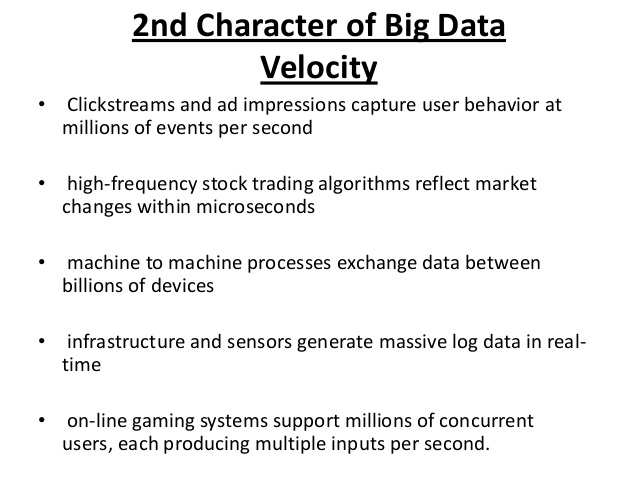 2nd Character of Big Data
Velocity
• Clickstreams and ad impressions capture user behavior at
millions of events per second
• high-frequency stock trading algorithms reflect market
changes within microseconds
• machine to machine processes exchange data between
billions of devices
• infrastructure and sensors generate massive log data in real-
time
• on-line gaming systems support millions of concurrent
users, each producing multiple inputs per second.